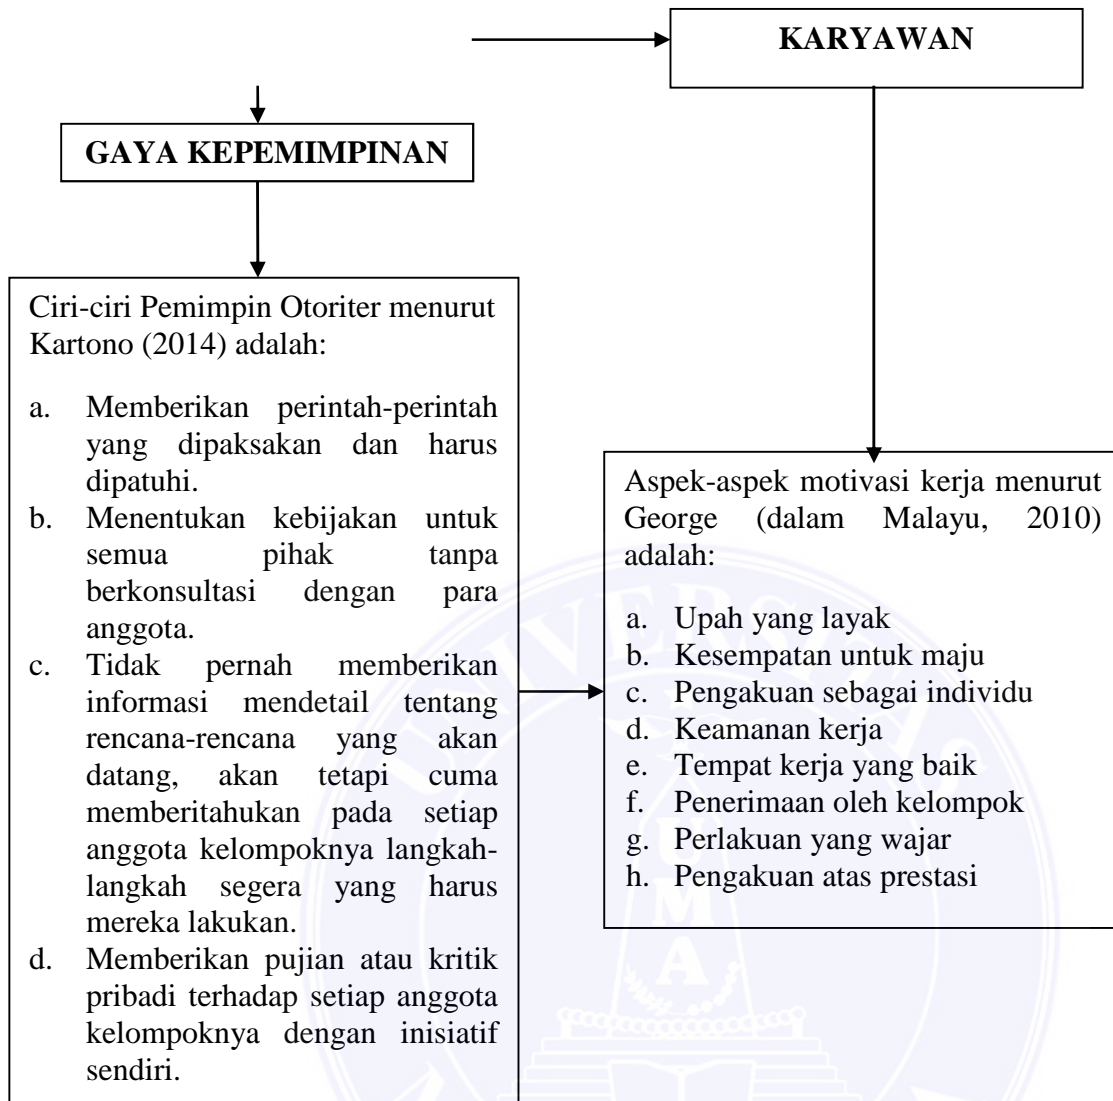 KARYAWAN
GAYA KEPEMIMPINAN
Ciri-ciri Pemimpin Otoriter menurut
Kartono (2014) adalah:
a. Memberikan perintah-perintah
yang dipaksakan dan harus
dipatuhi.
b. Menentukan kebijakan untuk
semua pihak tanpa
berkonsultasi dengan para
anggota.
c. Tidak pernah memberikan
informasi mendetail tentang
rencana-rencana yang akan
datang, akan tetapi cuma
memberitahukan pada setiap
anggota kelompoknya langkah-
langkah segera yang harus
mereka lakukan.
d. Memberikan pujian atau kritik
pribadi terhadap setiap anggota
kelompoknya dengan inisiatif
sendiri.
Aspek-aspek motivasi kerja menurut
George (dalam Malayu, 2010)
adalah:
a. Upah yang layak
b. Kesempatan untuk maju
c. Pengakuan sebagai individu
d. Keamanan kerja
e. Tempat kerja yang baik
f. Penerimaan oleh kelompok
g. Perlakuan yang wajar
h. Pengakuan atas prestasi
UNIVERSITAS
UMA